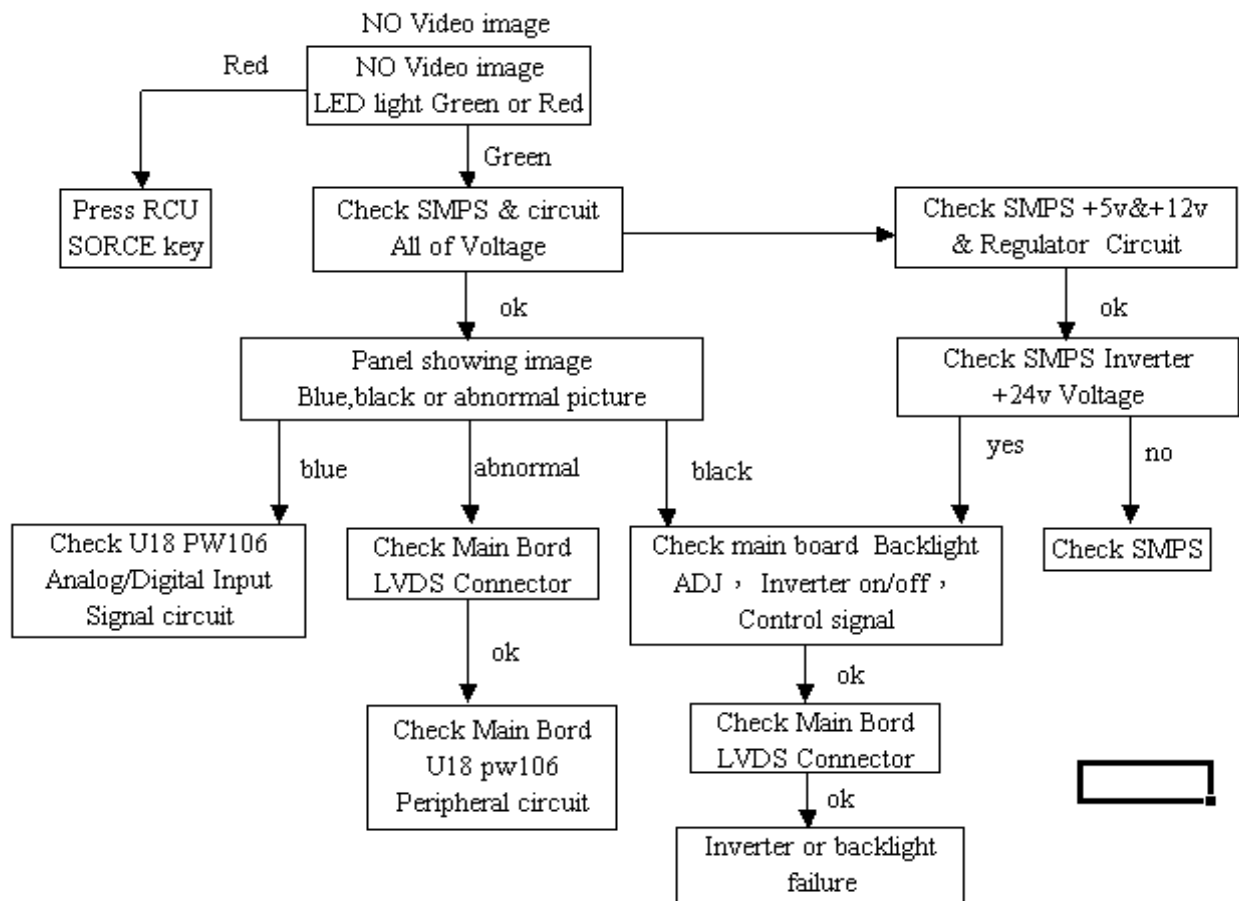 NO Video image
Red
NO Video image
LED light Green or Red
Green
Press RCU
SORCE key
Check SMPS & circuit
All of Voltage
Check SMPS +5v&+12v
& Regulator Circuit
ok
ok
Panel showing image
Blue,black or abnormal picture
Check SMPS Inverter
+24v Voltage
blue
abnormal
black
yes
no
Check U18 PW106
Analog/Digital Input
Signal circuit
Check Main Bord
LVDS Connector
Check main board Backlight
ADJ， Inverter on/off，
Control signal
Check SMPS
ok
ok
Check Main Bord
U18 pw106
Peripheral circuit
Check Main Bord
LVDS Connector
ok
Inverter or backlight
failure